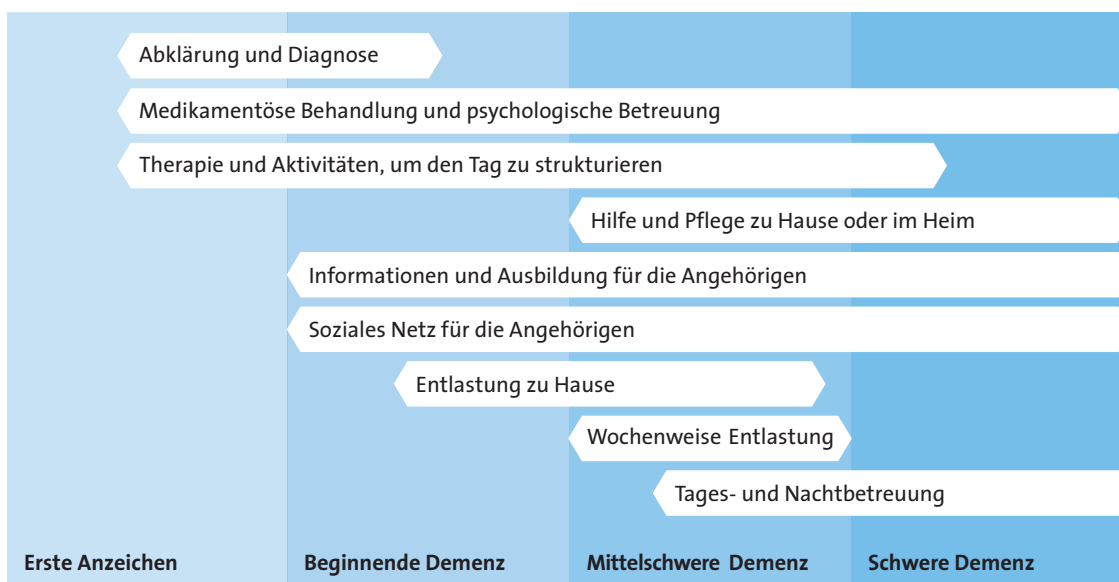 Abklärung und Diagnose
Medikamentöse Behandlung und psychologische Betreuung
Therapie und Aktivitäten, um den Tag zu strukturieren
Hilfe und Pflege zu Hause oder im Heim
Informationen und Ausbildung für die Angehörigen
Soziales Netz für die Angehörigen
Entlastung zu Hause
Wochenweise Entlastung
Tages- und Nachtbetreuung
Erste Anzeichen
Beginnende Demenz
Mittelschwere Demenz
Schwere Demenz